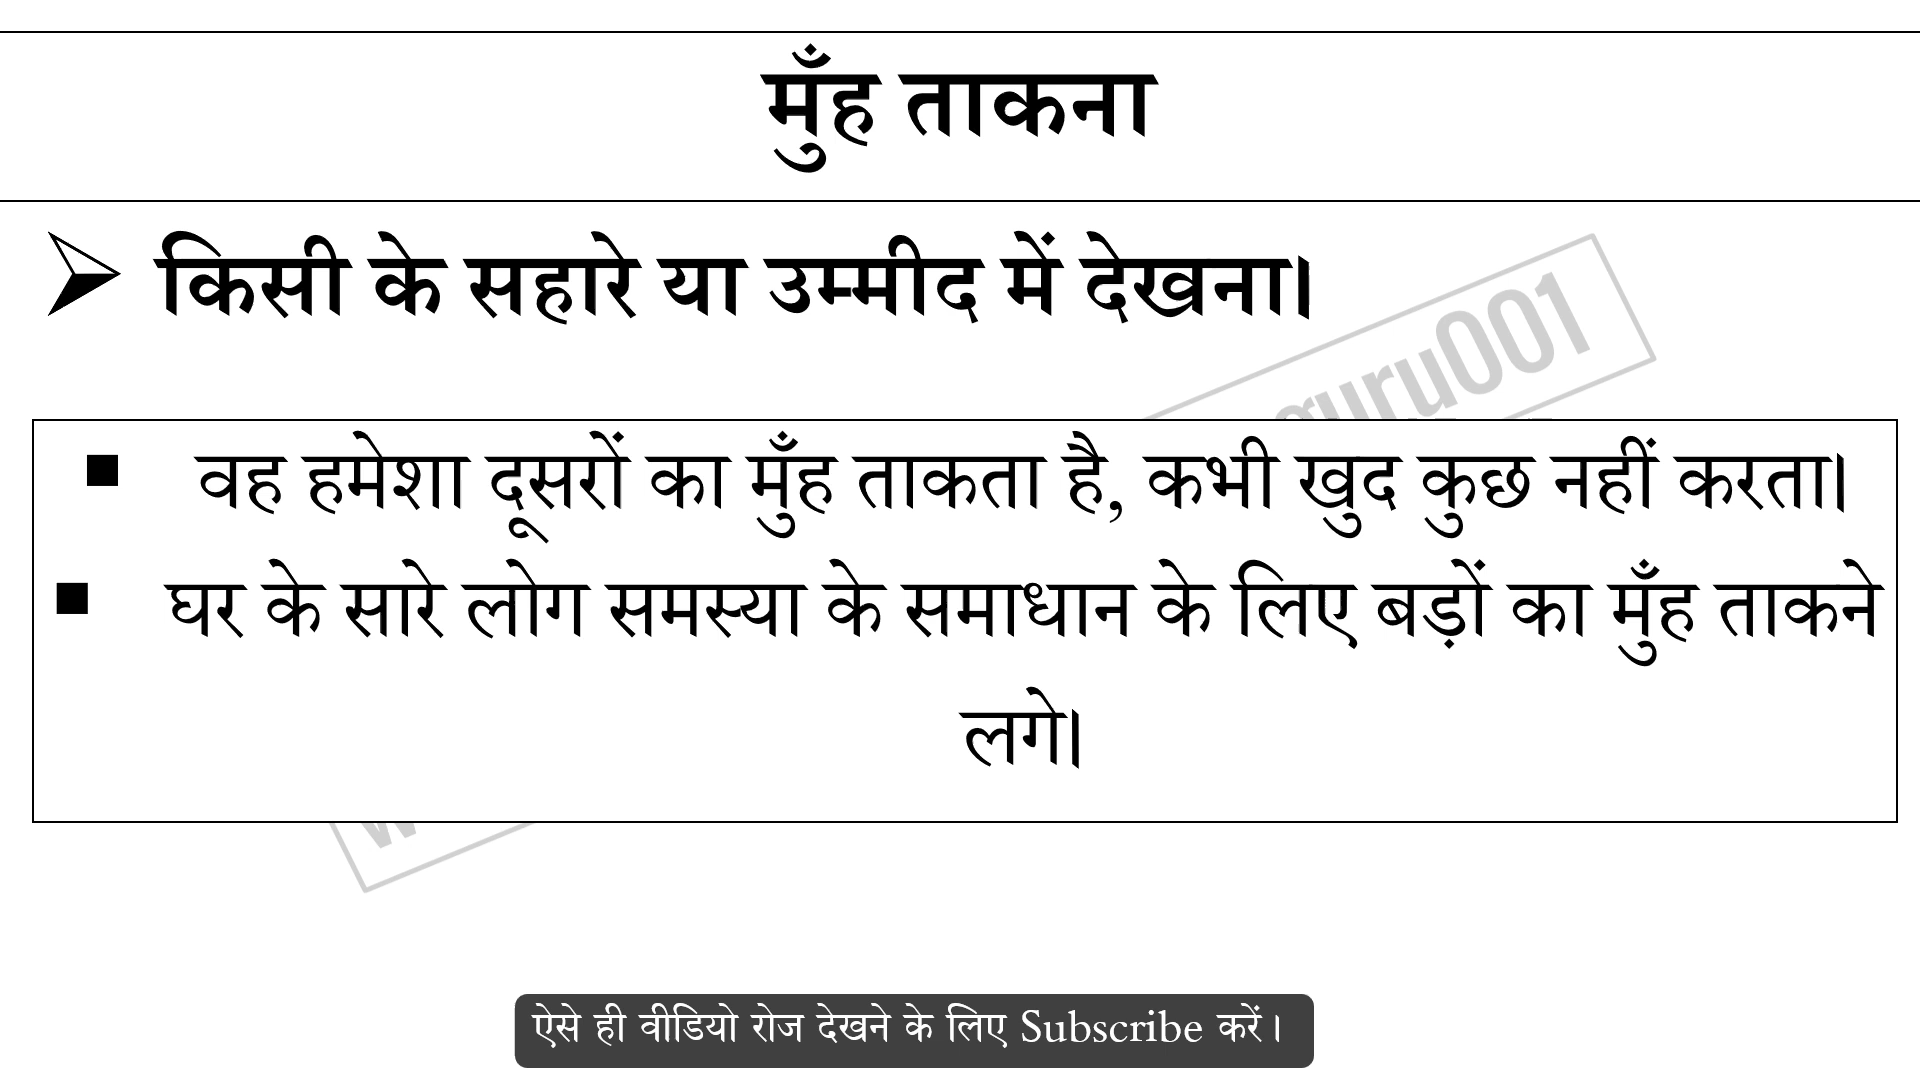 मुँह ताकना
किसी के सहारे या उम्मीद में देखना।
guru001
वह हमेशा दूसरों का मुँह ताकता है, कभी खुद कुछ नहीं करता।
घर के सारे लोग समस्या के समाधान के लिए बड़ों का मुँह ताकने
लगे।
ऐसे ही वीडियो रोज देखने के लिए Subscribe करें।